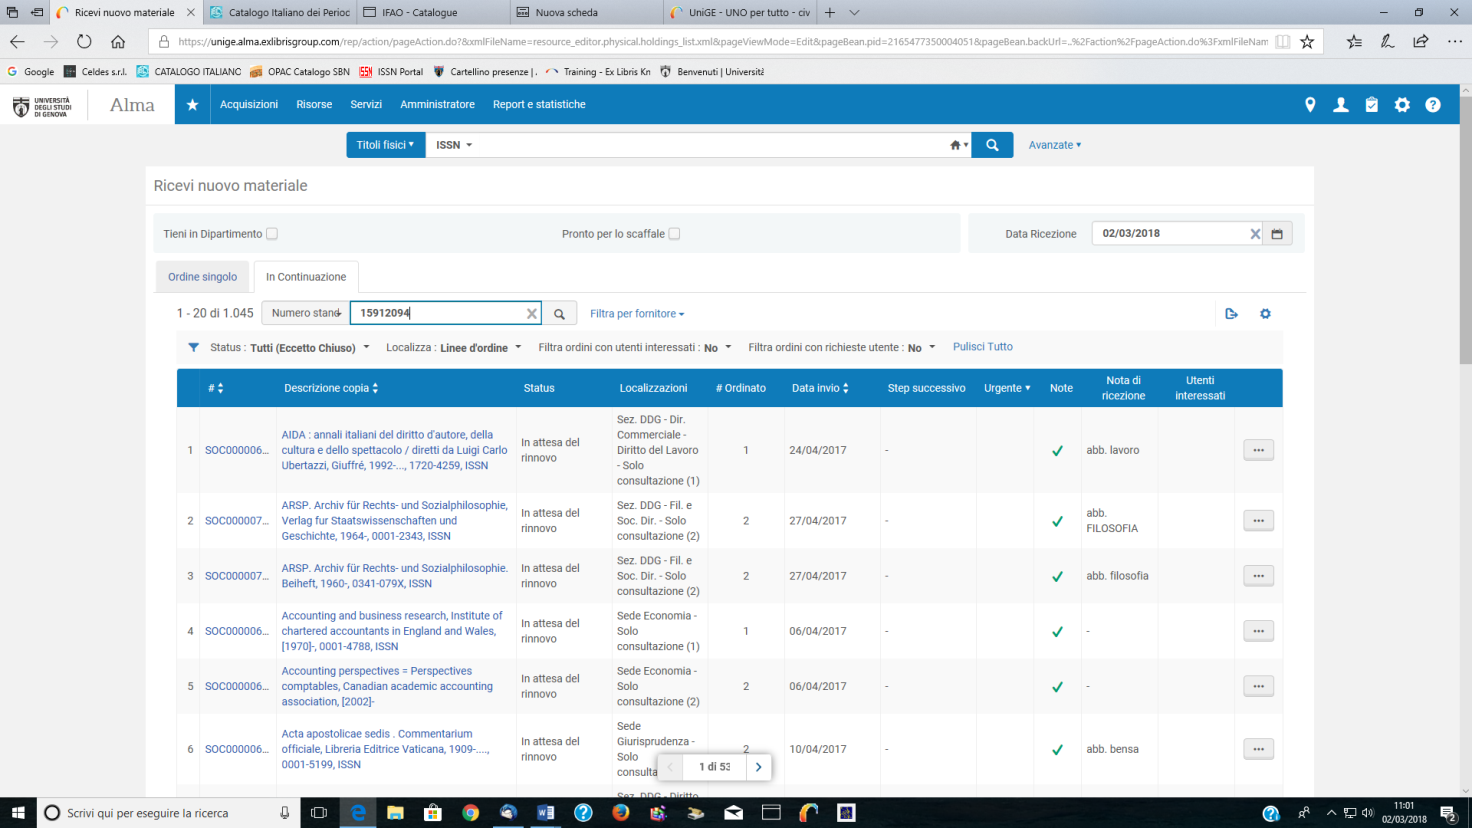 Ricevi nuovo materiale
Catalogo Italiano dei Perioc
IFAO - Catalogue
Nuova scheda
UniGE - UNO per tutto - civ
https://unige.alma.exlibrisgroup.com/rep/action/pageAction.do?&xmlFileName=resource_editor.physical.holdings_list.xml&pageViewMode=Edit&pageBean.pid=2165477350004051&pageBean.backUrl=..%2Faction%2FpageAction.do%3FxmlFileNam
Google
Celdes s.r.l.
CATALOGO ITALIANO
OPAC Catalogo SBN
ISSN Portal
Cartellino presenze | .
Training - Ex Libris Kn
Benvenuti | Universita
UNIVERSITÀ
DEGLI STUDI
DI GENOVA
Alma
Acquisizioni Risorse Servizi Amministratore Report e statistiche
Titoli fisici
ISSN
Avanzate
Ricevi nuovo materiale
Tieni in Dipartimento
Pronto per lo scaffale
Data Ricezione 02/03/2018
Ordine singolo In Continuazione
1 - 20 di 1.045 Numero stand 15912094 Filtra per fornitore
Status : Tutti (Eccetto Chiuso) Localizza : Linee d'ordine Filtra ordini con utenti interessati : No Filtra ordini con richieste utente : No Pulisci Tutto
# Descrizione copia Status Localizzazioni # Ordinato Data invio Step successivo Urgente Note Nota di ricezione Utenti interessati
1 SOC000006...
AIDA : annali italiani del diritto d'autore, della
cultura e dello spettacolo / diretti da Luigi Carlo
Ubertazzi, Giuffré, 1992-..., 1720-4259, ISSN
In attesa del
rinnovo
Sez. DDG - Dir.
Commerciale -
Diritto del Lavoro
- Solo
consultazione (1)
1 24/04/2017 - abb. lavoro
2 SOC000007...
ARSP. Archiv für Rechts- und Sozialphilosophie,
Verlag fur Staatswissenschaften und
Geschichte, 1964-, 0001-2343, ISSN
In attesa del
rinnovo
Sez. DDG - Fil. e
Soc. Dir. - Solo
consultazione (2)
2 27/04/2017 -
abb.
FILOSOFIA
3 SOC000007...
ARSP. Archiv für Rechts- und Sozialphilosophie.
Beiheft, 1960-, 0341-079X, ISSN
In attesa del
rinnovo
Sez. DDG - Fil. e
Soc. Dir. - Solo
consultazione (2)
2 27/04/2017 - abb. filosofia
4 SOC000006...
Accounting and business research, Institute of
chartered accountants in England and Wales,
[1970]-, 0001-4788, ISSN
In attesa del
rinnovo
Sede Economia -
Solo
consultazione (1)
1 06/04/2017 - -
5 SOC000006...
Accounting perspectives = Perspectives
comptables, Canadian academic accounting
association, [2002]-
In attesa del
rinnovo
Sede Economia -
Solo
consultazione (2)
2 06/04/2017 - -
6 SOC000006...
Acta apostolicae sedis . Commentarium
officiale, Libreria Editrice Vaticana, 1909-....,
0001-5199, ISSN
In attesa del
rinnovo
Sede
Giurisprudenza -
Solo
consulta
2 10/04/2017 - abb. bensa
1 di 53
Sez. DDG - Diritto
Scrivi qui per eseguire la ricerca
11:01
02/03/2018
2